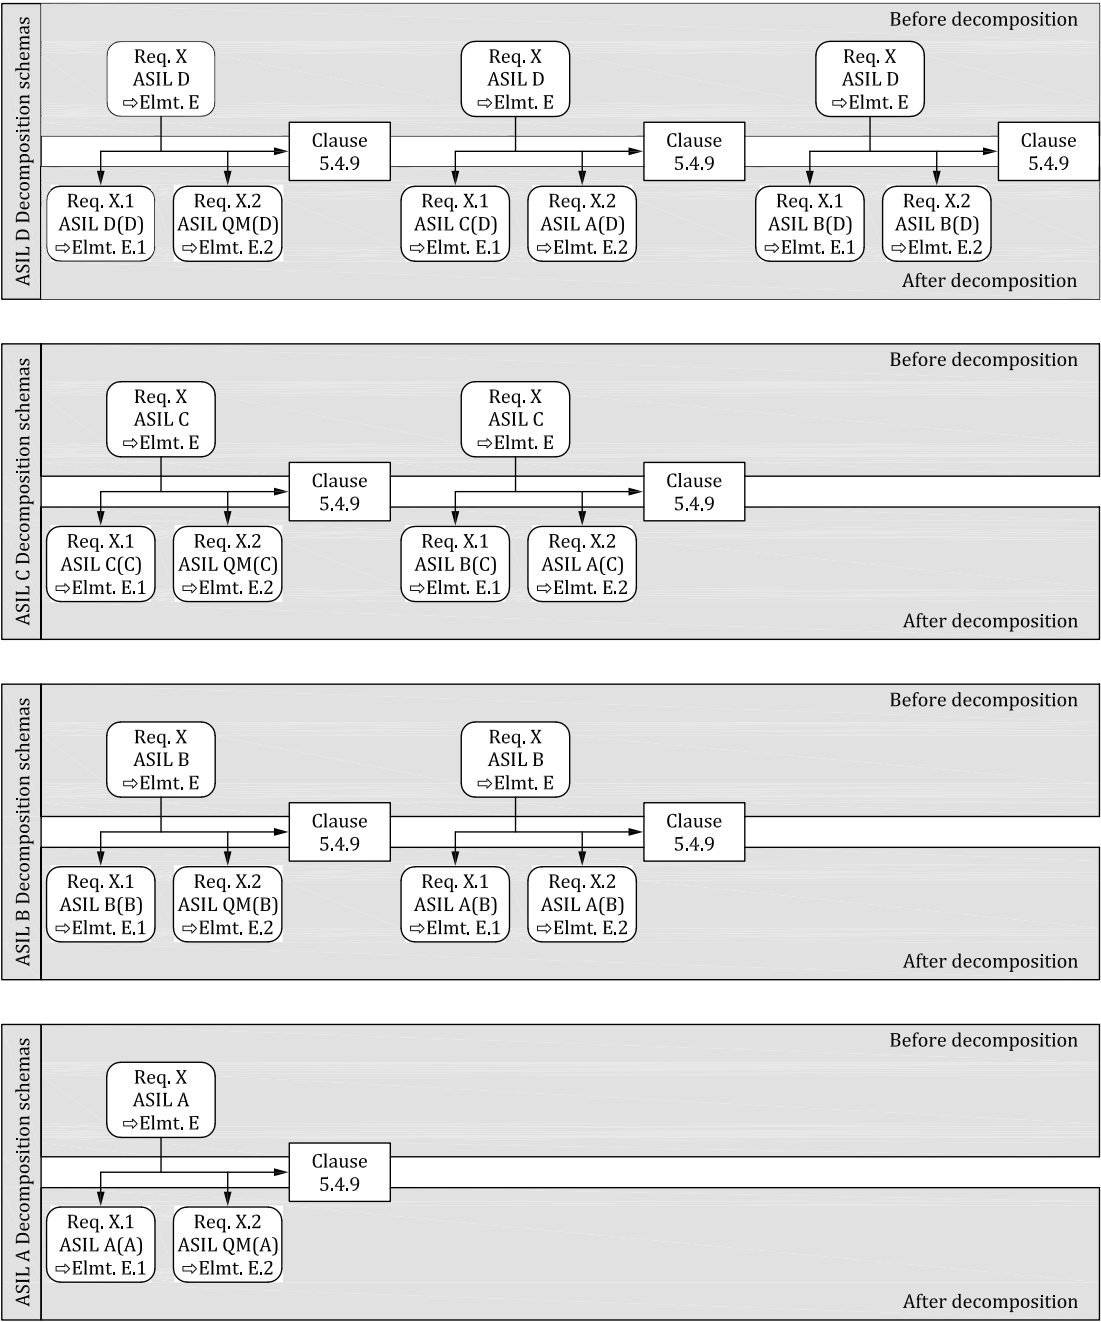 ASIL D Decomposition schemas
Before decomposition
Req. X
ASIL D
⇨Elmt. E
Clause
5.4.9
Req. X.1
ASIL D(D)
⇨Elmt. E.1
Req. X.2
ASIL QM(D)
⇨Elmt. E.2
Req. X
ASIL D
⇨Elmt. E
Clause
5.4.9
Req. X.1
ASIL C(D)
⇨Elmt. E.1
Req. X.2
ASIL A(D)
⇨Elmt. E.2
Req. X
ASIL D
⇨Elmt. E
Clause
5.4.9
Req. X.1
ASIL B(D)
⇨Elmt. E.1
Req. X.2
ASIL B(D)
⇨Elmt. E.2
After decomposition
ASIL C Decomposition schemas
Before decomposition
Req. X
ASIL C
⇨Elmt. E
Clause
5.4.9
Req. X.1
ASIL C(C)
⇨Elmt. E.1
Req. X.2
ASIL QM(C)
⇨Elmt. E.2
Req. X
ASIL C
⇨Elmt. E
Clause
5.4.9
Req. X.1
ASIL B(C)
⇨Elmt. E.1
Req. X.2
ASIL A(C)
⇨Elmt. E.2
After decomposition
ASIL B Decomposition schemas
Before decomposition
Req. X
ASIL B
⇨Elmt. E
Clause
5.4.9
Req. X.1
ASIL B(B)
⇨Elmt. E.1
Req. X.2
ASIL QM(B)
⇨Elmt. E.2
Req. X
ASIL B
⇨Elmt. E
Clause
5.4.9
Req. X.1
ASIL A(B)
⇨Elmt. E.1
Req. X.2
ASIL A(B)
⇨Elmt. E.2
After decomposition
ASIL A Decomposition schemas
Before decomposition
Req. X
ASIL A
⇨Elmt. E
Clause
5.4.9
Req. X.1
ASIL A(A)
⇨Elmt. E.1
Req. X.2
ASIL QM(A)
⇨Elmt. E.2
After decomposition